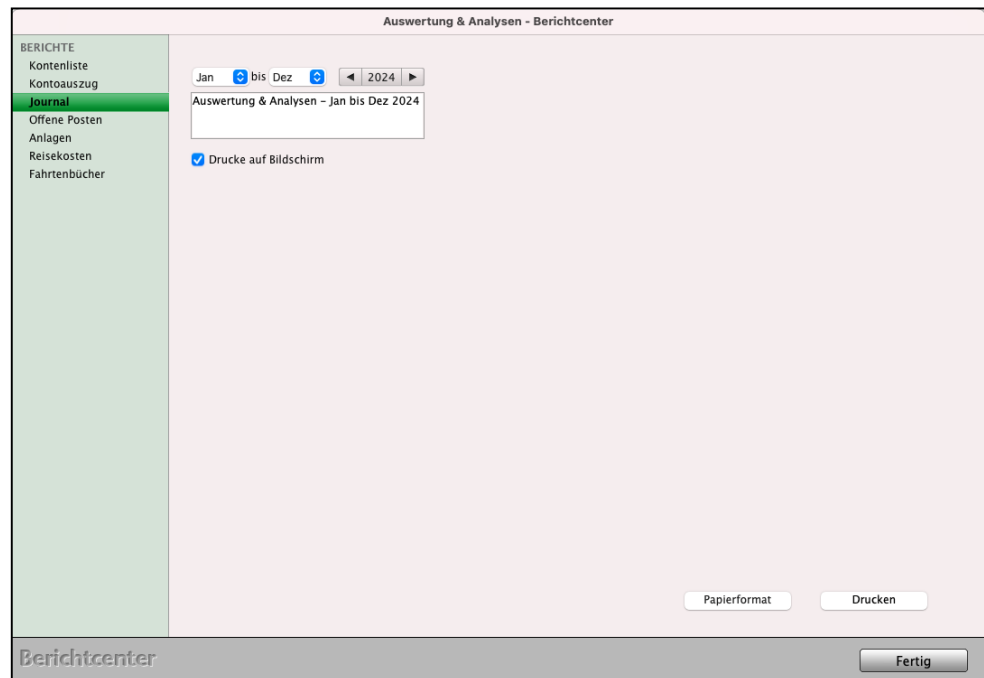 Auswertung & Analysen - Berichtcenter
BERICHTE
Kontenliste
Kontoauszug
Journal
Offene Posten
Anlagen
Reisekosten
Fahrtenbücher
Jan bis Dez 2024
Auswertung & Analysen – Jan bis Dez 2024
Drucke auf Bildschirm
Papierformat Drucken
Berichtcenter Fertig